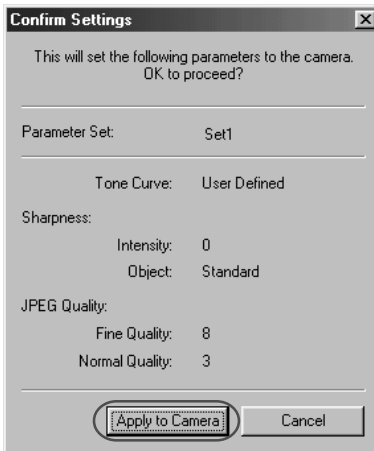 Confirm Settings
This will set the following parameters to the camera.
OK to proceed?
Parameter Set: Set1
Tone Curve: User Defined
Sharpness:
Intensity: 0
Object: Standard
JPEG Quality:
Fine Quality: 8
Normal Quality: 3
Apply to Camera Cancel